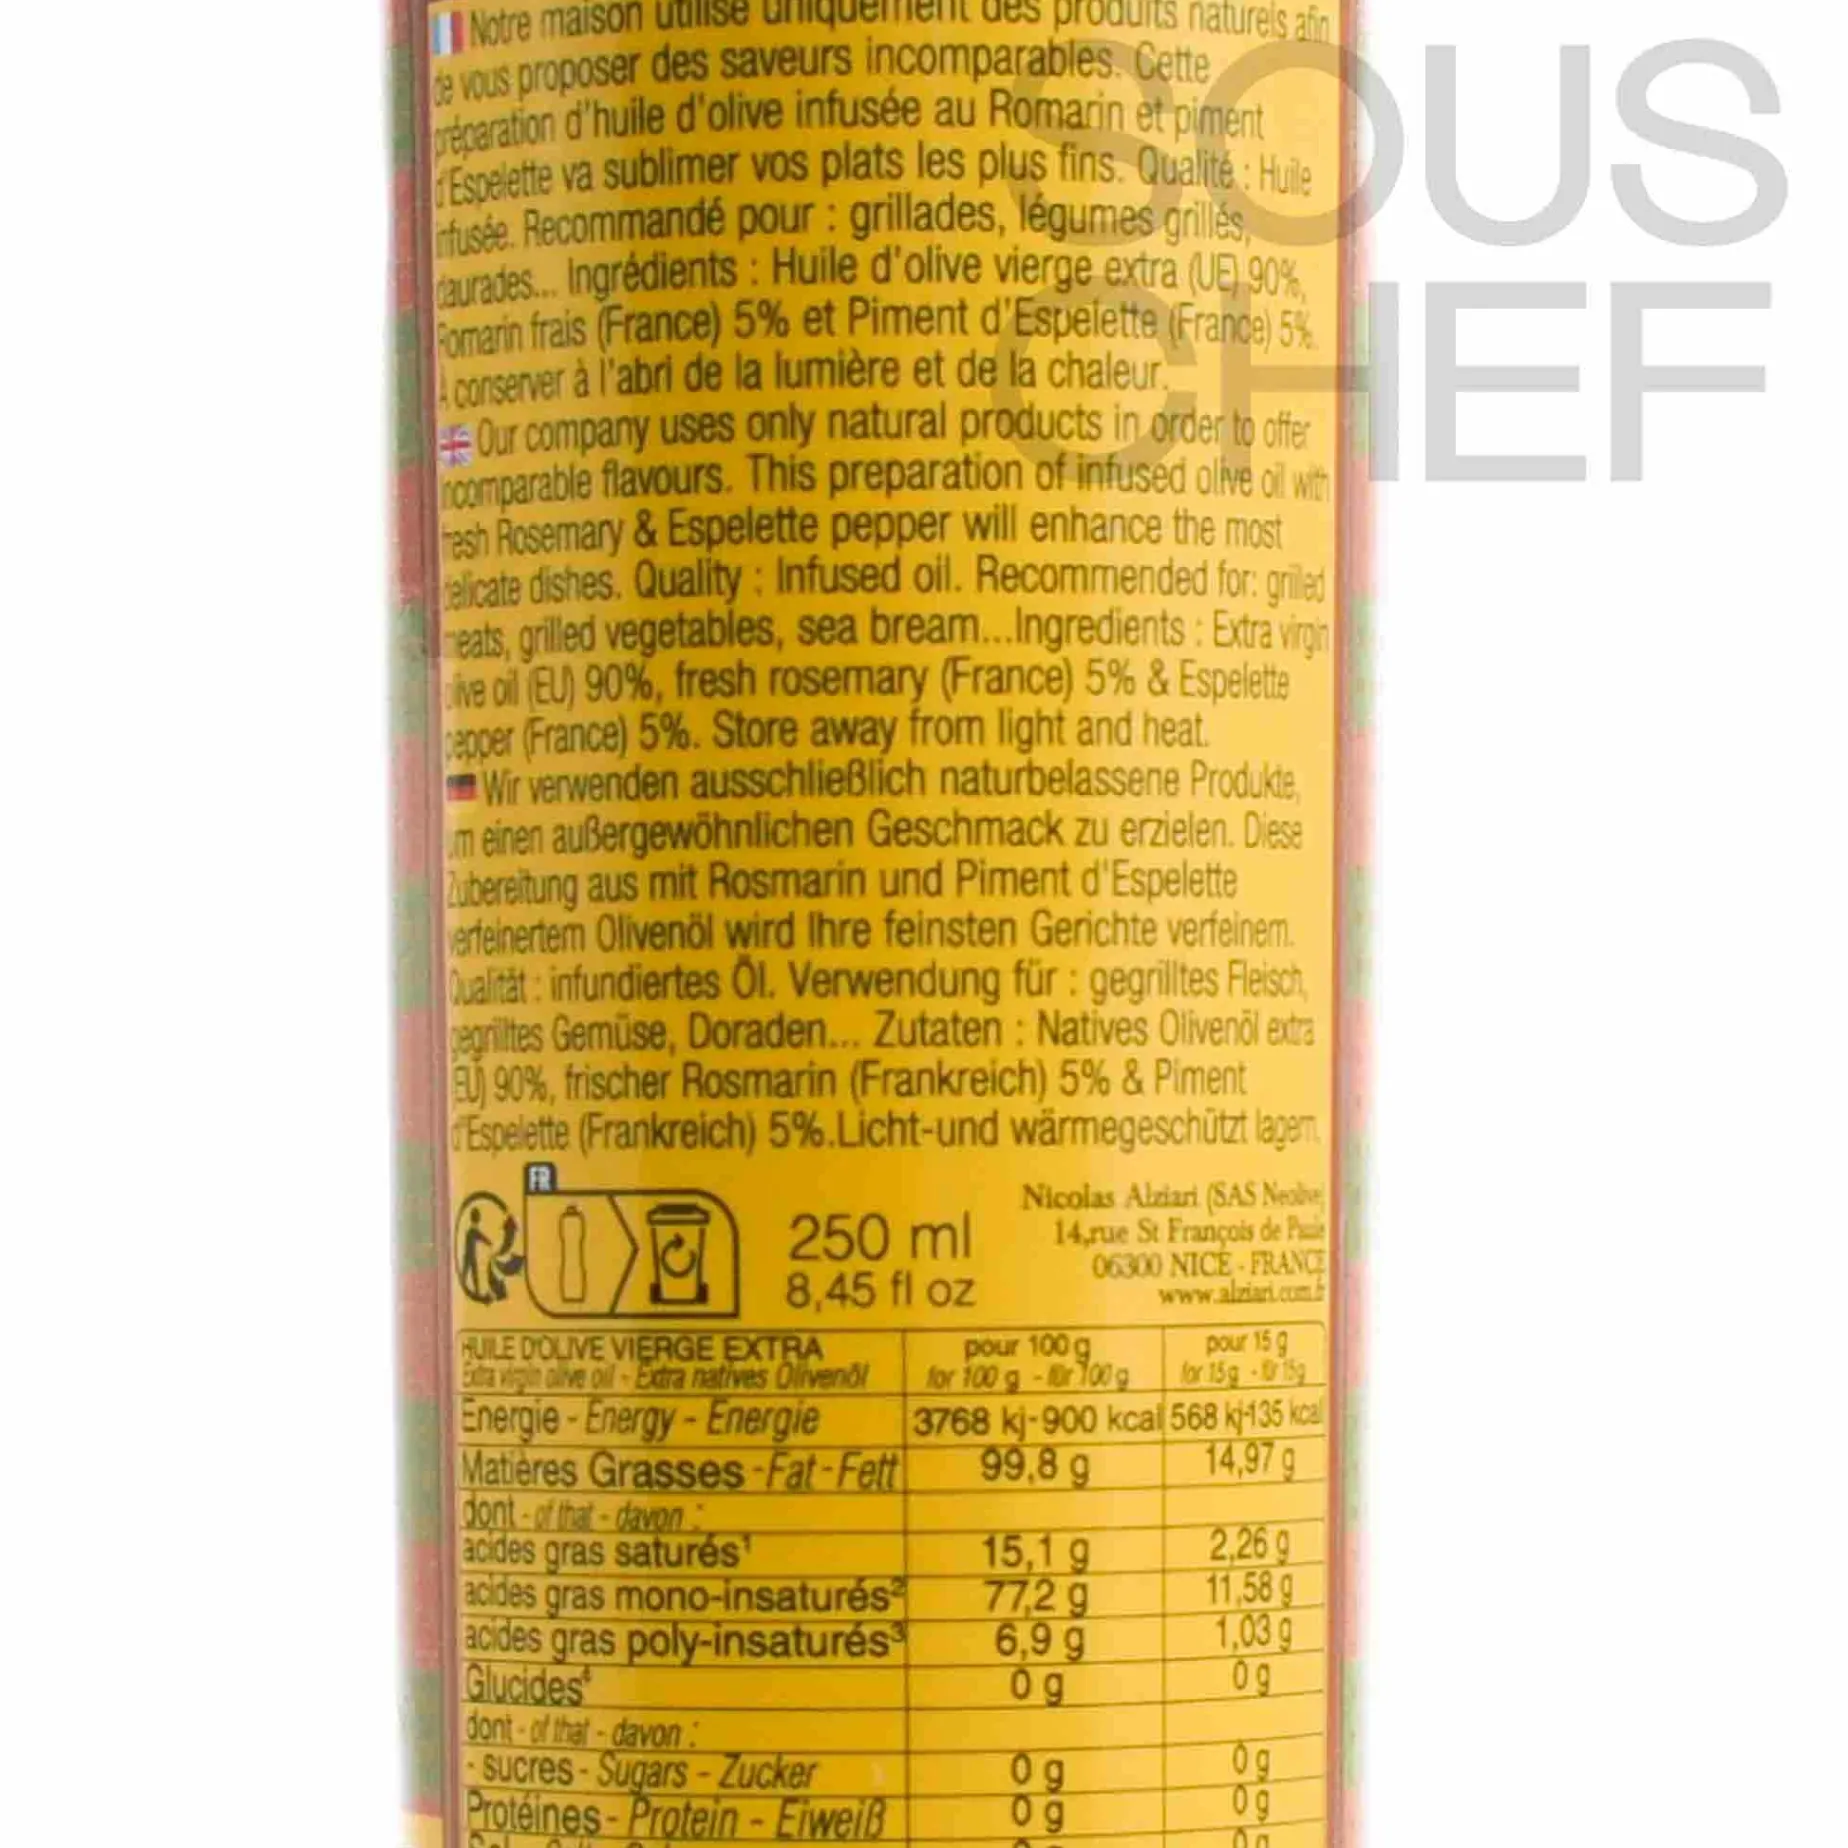 Notre maison utilise uniquement des produits naturels afin
de vous proposer des saveurs incomparables. Cette
préparation d'huile d'olive infusée au Romarin et piment
d'Espelette va sublimer vos plats les plus fins. Qualité : Huile
infusée. Recommandé pour : grillades, légumes grillés,
daurades... Ingrédients : Huile d'olive vierge extra (UE) 90%,
Romarin frais (France) 5% et Piment d'Espelette (France) 5%.
A conserver à l'abri de la lumière et de la chaleur.
Our company uses only natural products in order to offer
incomparable flavours. This preparation of infused olive oil with
fresh Rosemary & Espelette pepper will enhance the most
delicate dishes. Quality : Infused oil. Recommended for: grilled
meats, grilled vegetables, sea bream...Ingredients : Extra virgin
olive oil (EU) 90%, fresh rosemary (France) 5% & Espelette
pepper (France) 5%. Store away from light and heat.
Wir verwenden ausschließlich naturbelassene Produkte,
um einen außergewöhnlichen Geschmack zu erzielen. Diese
Zubereitung aus mit Rosmarin und Piment d'Espelette
verfeinertem Olivenöl wird Ihre feinsten Gerichte verfeinern.
Qualität : infundiertes Öl. Verwendung für : gegrilltes Fleisch,
gegrilltes Gemüse, Doraden... Zutaten : Natives Olivenöl extra
(EU) 90%, frischer Rosmarin (Frankreich) 5% & Piment
d'Espelette (Frankreich) 5%.Licht-und wärmegeschützt lagern.
FR
250 ml
8,45 fl oz
Nicolas Alziari (SAS Neolive)
14,rue St François de Paule
06300 NICE - FRANCE
www.alziari.com.fr
HUILE D'OLIVE VIERGE EXTRA pour 100 g pour 15 g
Extra virgin olive oil - Extra natives Olivenöl for 100 g - für 100 g for 15g - für 15g
Energie - Energy - Energie 3768 kj-900 kcal 568 kj-135 kcal
Matières Grasses -Fat-Fett 99,8 g 14,97 g
dont - of that - davon :
acides gras saturés¹ 15,1 g 2,26 g
acides gras mono-insaturés² 77,2 g 11,58 g
acides gras poly-insaturés³ 6,9 g 1,03 g
Glucides⁴ 0 g 0 g
dont - of that - davon :
- sucres - Sugars - Zucker 0 g 0 g
Protéines - Protein - Eiweiß 0 g 0 g
SOUS
CHEF